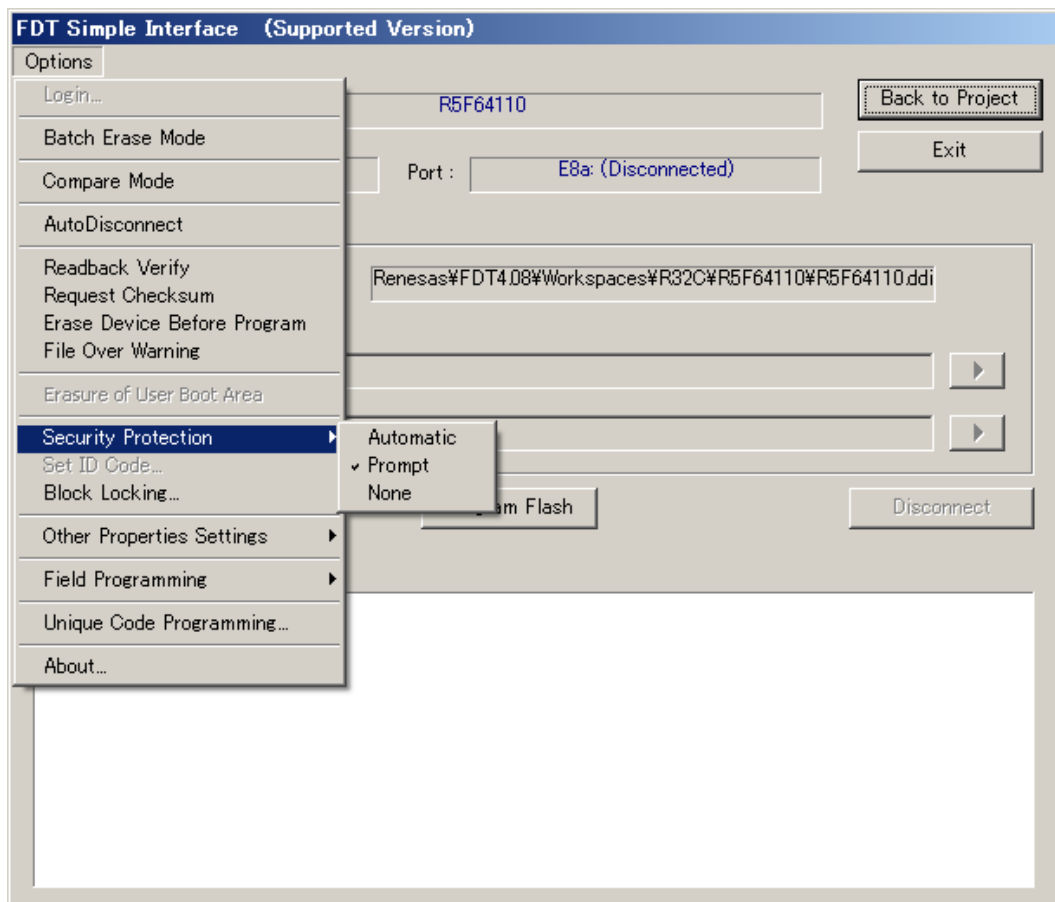 FDT Simple Interface (Supported Version)
Options
Login...
R5F64110
Back to Project
Batch Erase Mode
Exit
Port :
E8a: (Disconnected)
Compare Mode
AutoDisconnect
Readback Verify
Renesas¥FDT4.08¥Workspaces¥R32C¥R5F64110¥R5F64110.ddi
Request Checksum
Erase Device Before Program
File Over Warning
Erasure of User Boot Area
Security Protection
Automatic
Set ID Code...
Prompt
Block Locking...
None
Flash
Disconnect
Other Properties Settings
Field Programming
Unique Code Programming...
About...